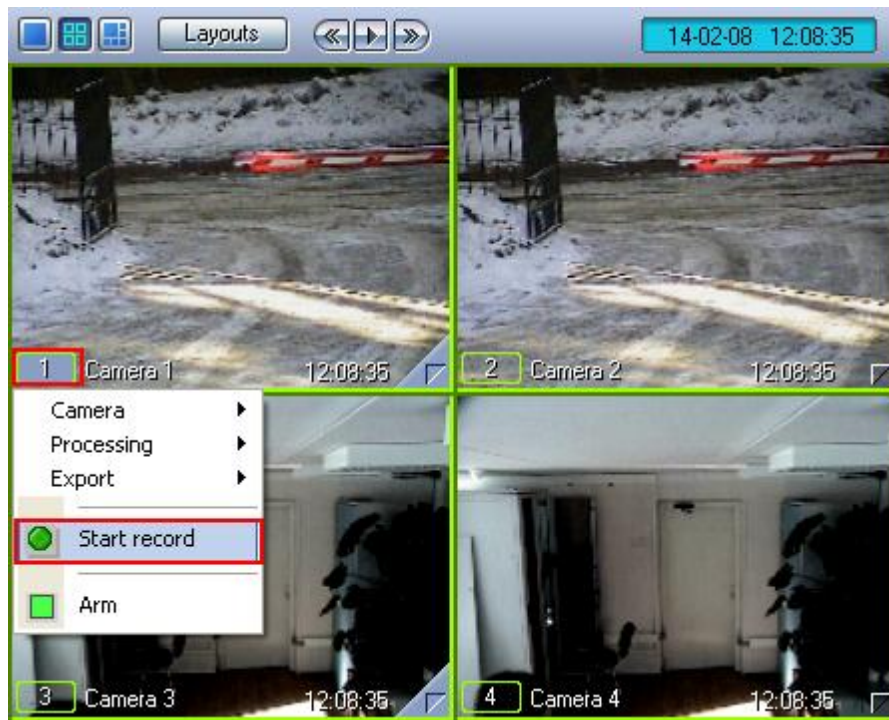 Layouts
14-02-08 12:08:35
1 Camera 1 12:08:35
2 Camera 2 12:08:35
Camera
Processing
Export
Start record
Arm
3 Camera 3 12:08:35
4 Camera 4 12:08:35